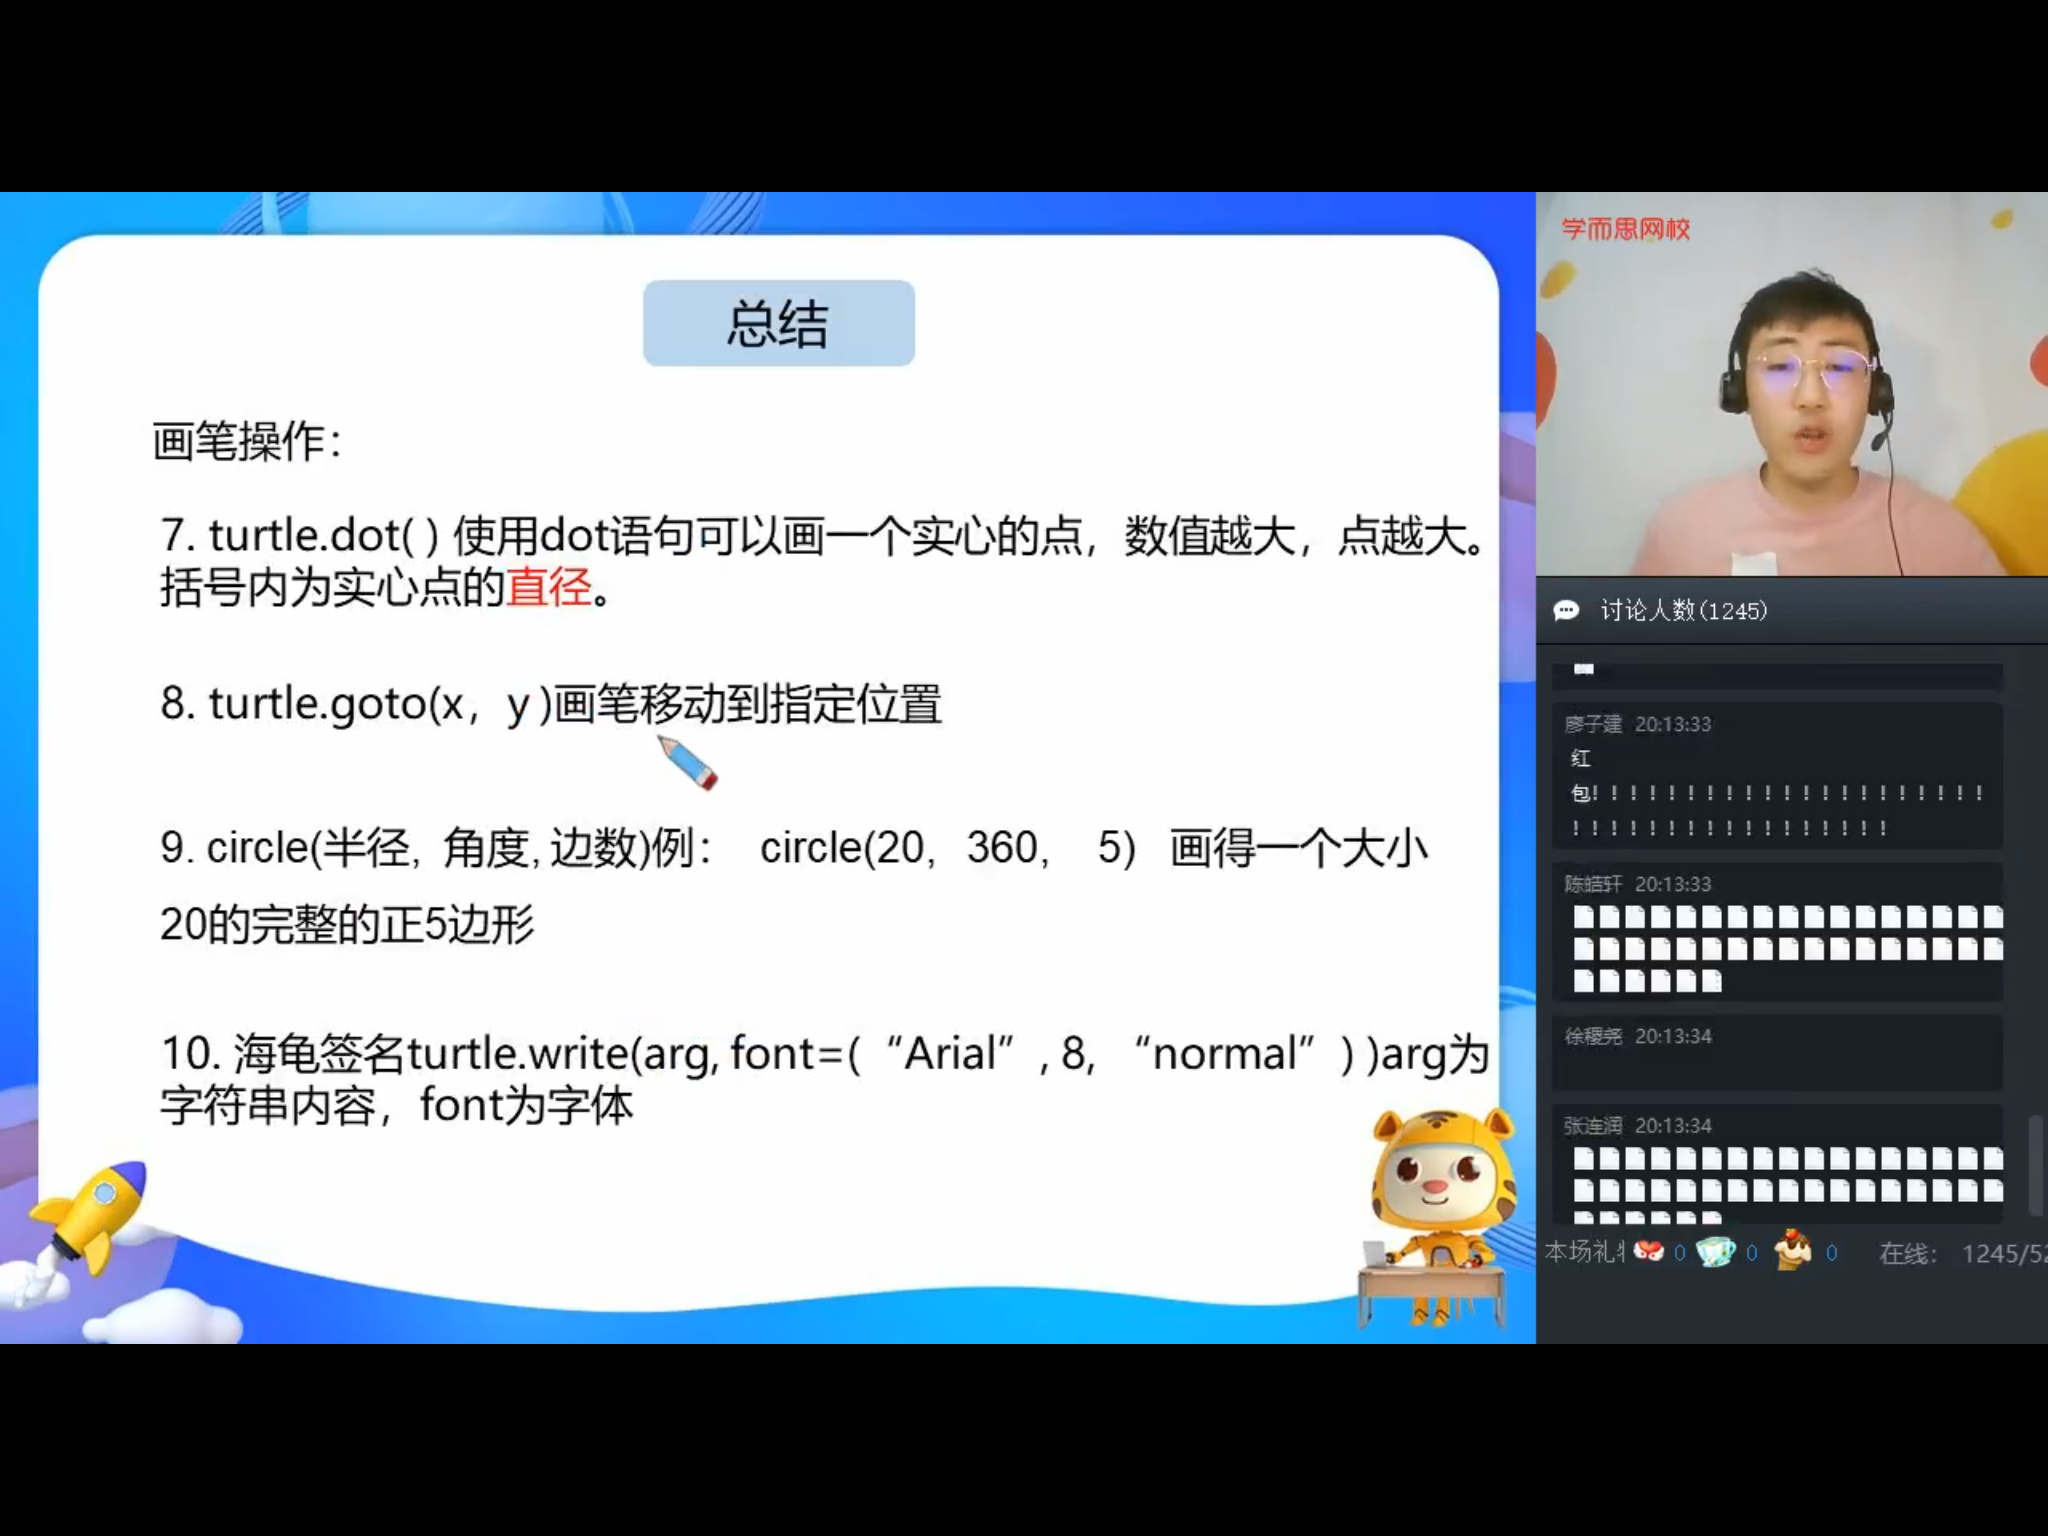 总结
画笔操作：
7. turtle.dot( ) 使用dot语句可以画一个实心的点，数值越大，点越大。
括号内为实心点的直径。
8. turtle.goto(x，y )画笔移动到指定位置
9. circle(半径, 角度, 边数)例： circle(20, 360, 5) 画得一个大小
20的完整的正5边形
10. 海龟签名turtle.write(arg, font=(“Arial”, 8, “normal”) )arg为
字符串内容，font为字体
学而思网校
讨论人数(1245)
廖子建 20:13:33
红
包! ! ! ! ! ! ! ! ! ! ! ! ! ! ! ! ! ! ! ! !
! ! ! ! ! ! ! ! ! ! ! ! ! ! ! ! !
陈皓轩 20:13:33
徐稷尧 20:13:34
张连润 20:13:34
本场礼 0 0 0 在线： 1245/52